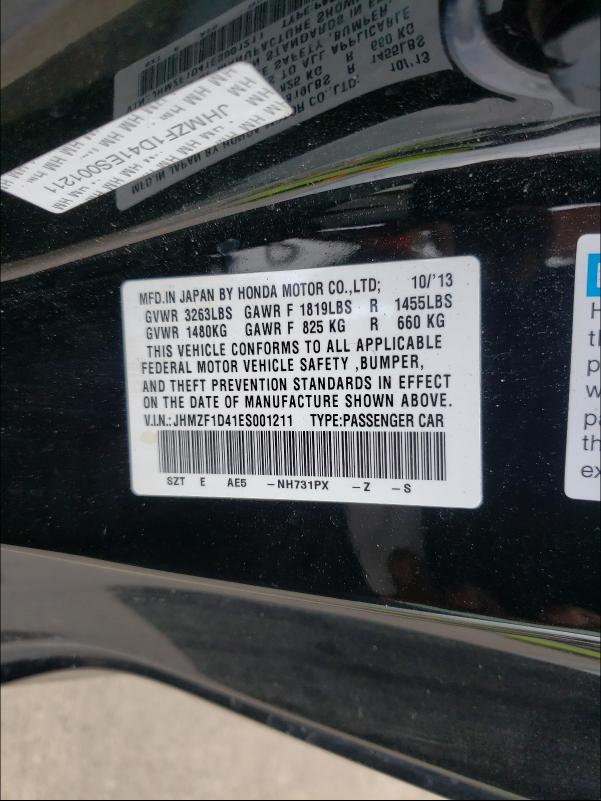 JHMZF1D41ES001211
MFD.IN JAPAN BY HONDA MOTOR CO.,LTD; 10/'13
GVWR 3263LBS GAWR F 1819LBS R 1455LBS
GVWR 1480KG GAWR F 825 KG R 660 KG
THIS VEHICLE CONFORMS TO ALL APPLICABLE
FEDERAL MOTOR VEHICLE SAFETY ,BUMPER,
AND THEFT PREVENTION STANDARDS IN EFFECT
ON THE DATE OF MANUFACTURE SHOWN ABOVE.
V.I.N.:JHMZF1D41ES001211 TYPE:PASSENGER CAR
SZT E AE5 -NH731PX -Z -S